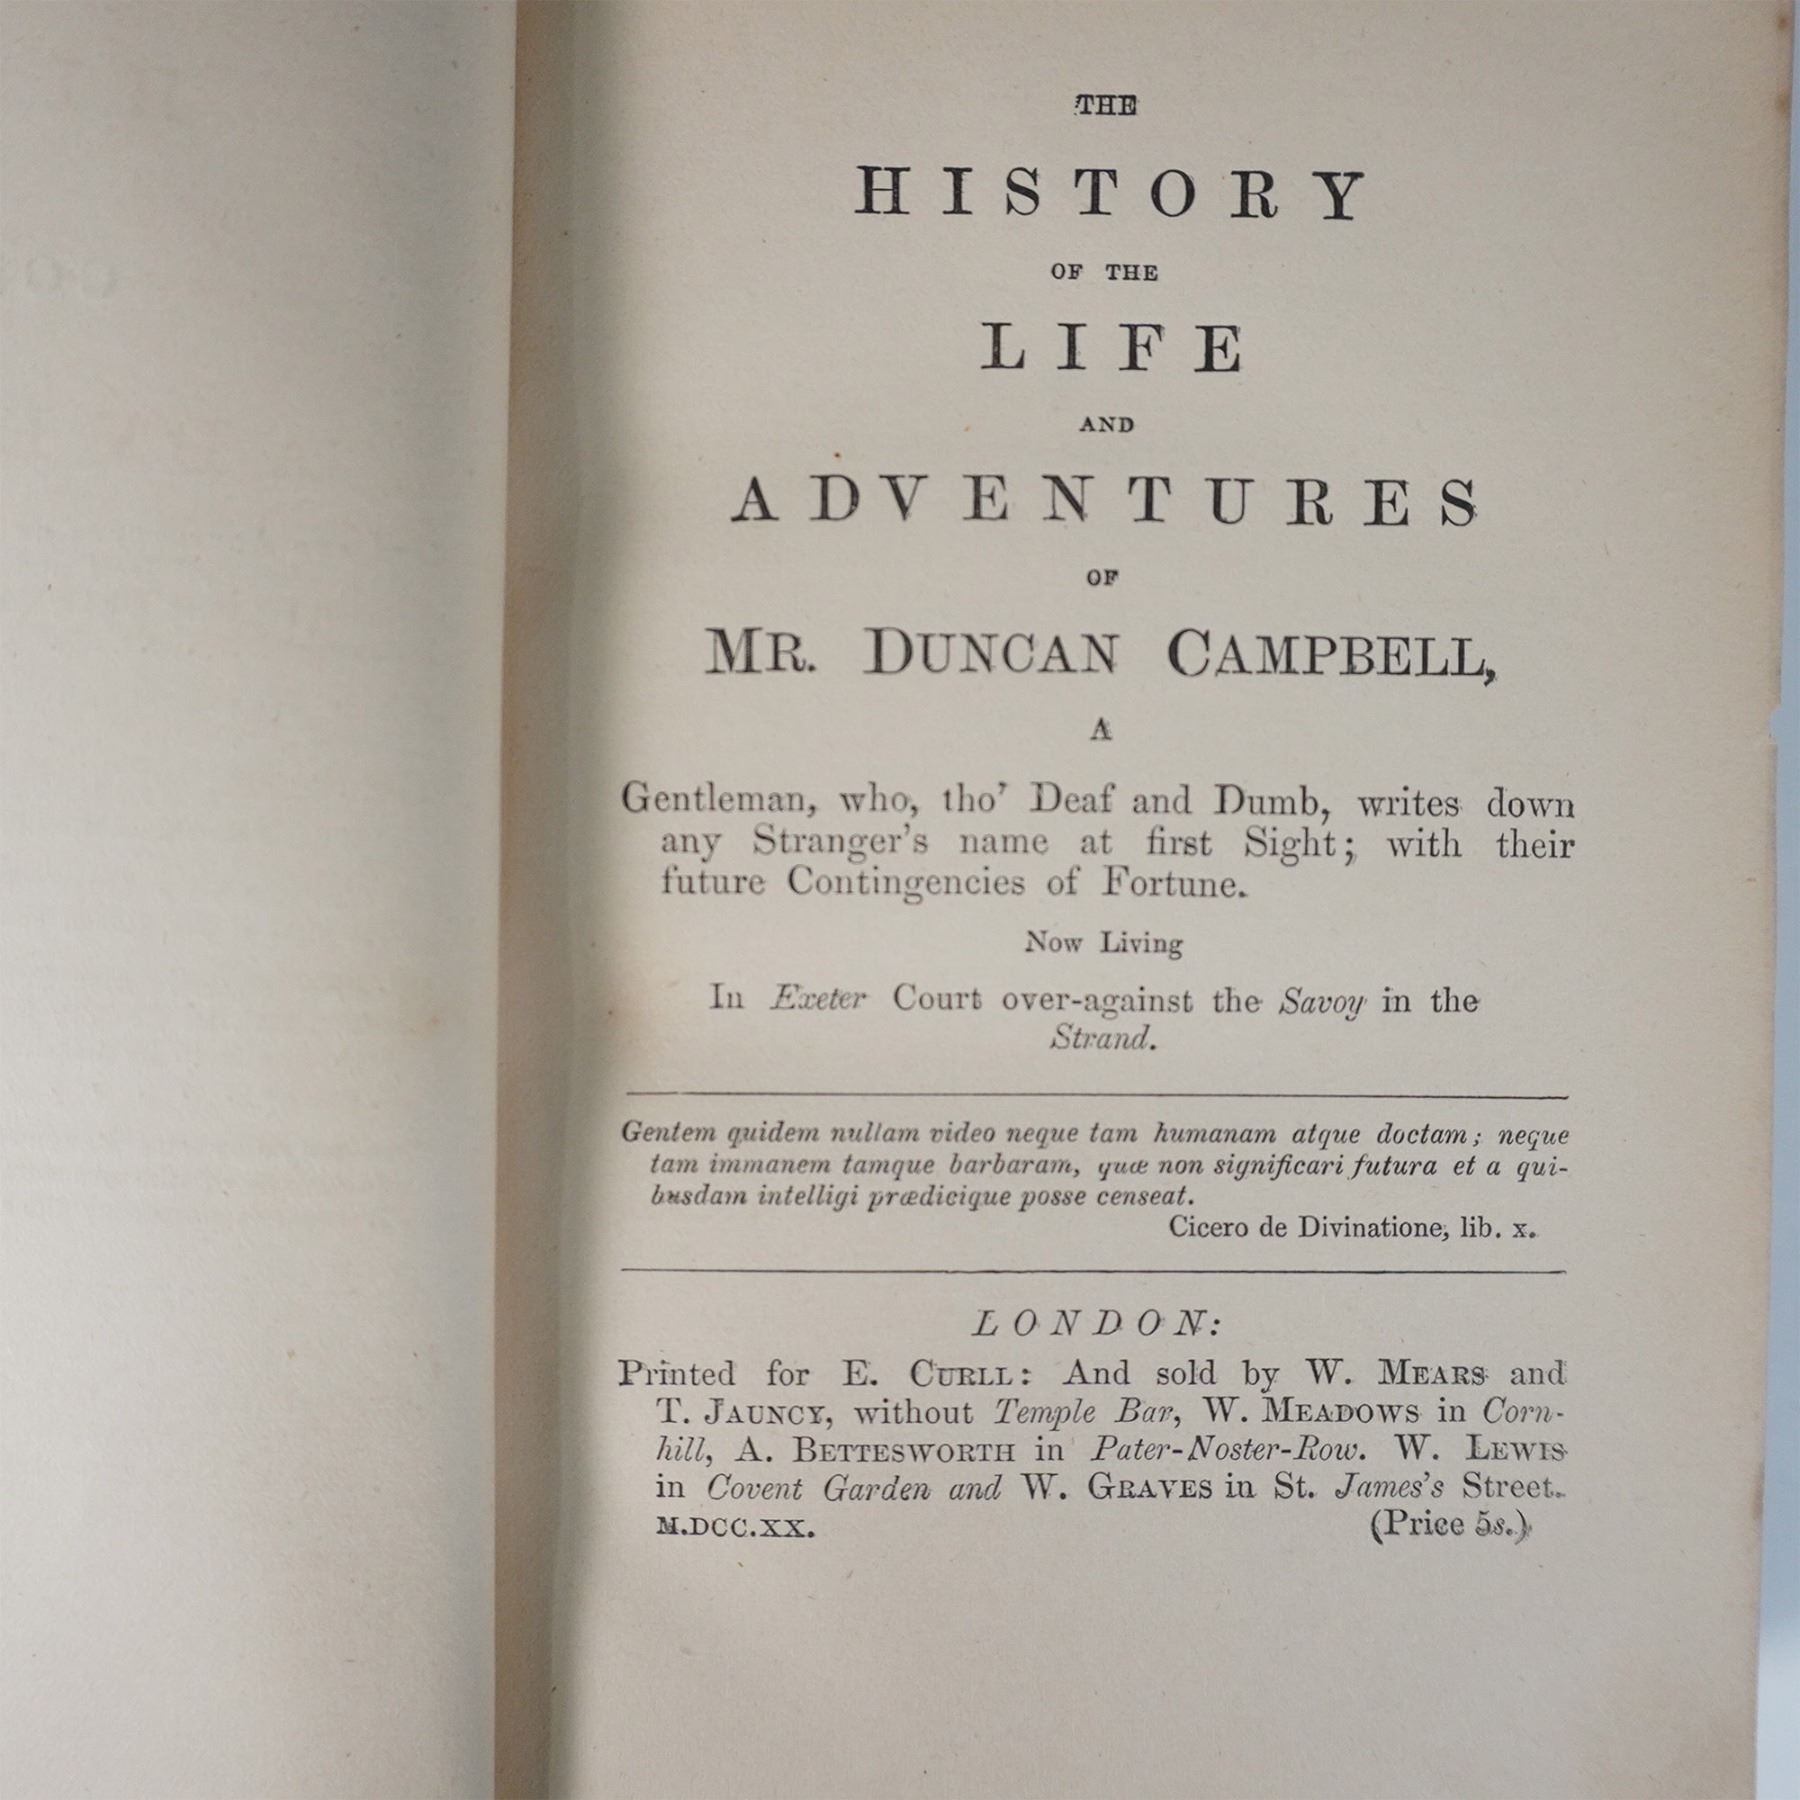 THE
HISTORY
OF THE
LIFE
AND
ADVENTURES
OF
MR. DUNCAN CAMPBELL,
A
Gentleman, who, tho' Deaf and Dumb, writes down
any Stranger's name at first Sight; with their
future Contingencies of Fortune.
Now Living
In Exeter Court over-against the Savoy in the
Strand.
Gentem quidem nullam video neque tam humanam atque doctam; neque
tam immanem tamque barbaram, quæ non significari futura et a qui-
busdam intelligi prædicique posse censeat.
Cicero de Divinatione, lib. x.
LONDON:
Printed for E. CURLL: And sold by W. MEARS and
T. JAUNCY, without Temple Bar, W. MEADOWS in Corn-
hill, A. BETTESWORTH in Pater-Noster-Row. W. LEWIS
in Covent Garden and W. GRAVES in St. James's Street.
M.DCC.XX. (Price 5s.)